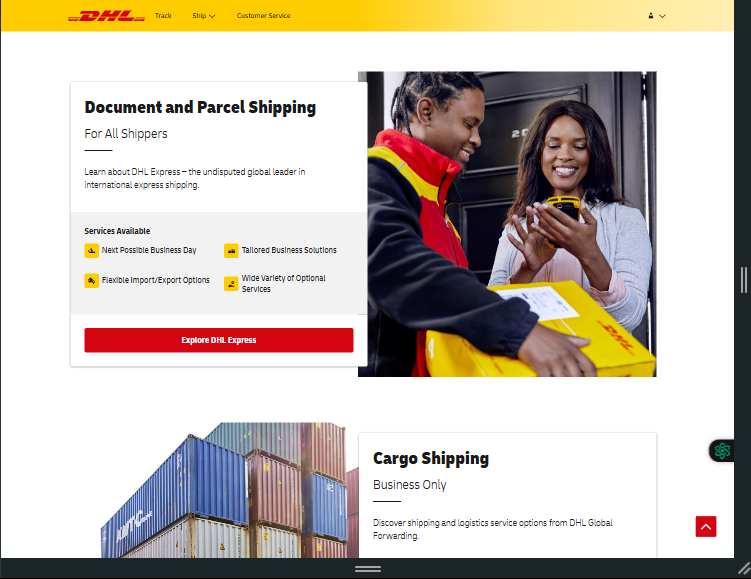 DHL
Track
Ship
Customer Service
Document and Parcel Shipping
For All Shippers
Learn about DHL Express – the undisputed global leader in
international express shipping.
Services Available
Next Possible Business Day
Tailored Business Solutions
Flexible Import/Export Options
Wide Variety of Optional
Services
Explore DHL Express
20
DHL
Cargo Shipping
Business Only
Discover shipping and logistics service options from DHL Global
Forwarding.